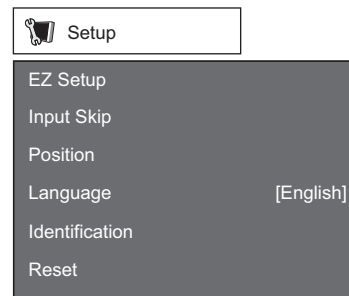 Setup
EZ Setup
Input Skip
Position
Language [English]
Identification
Reset